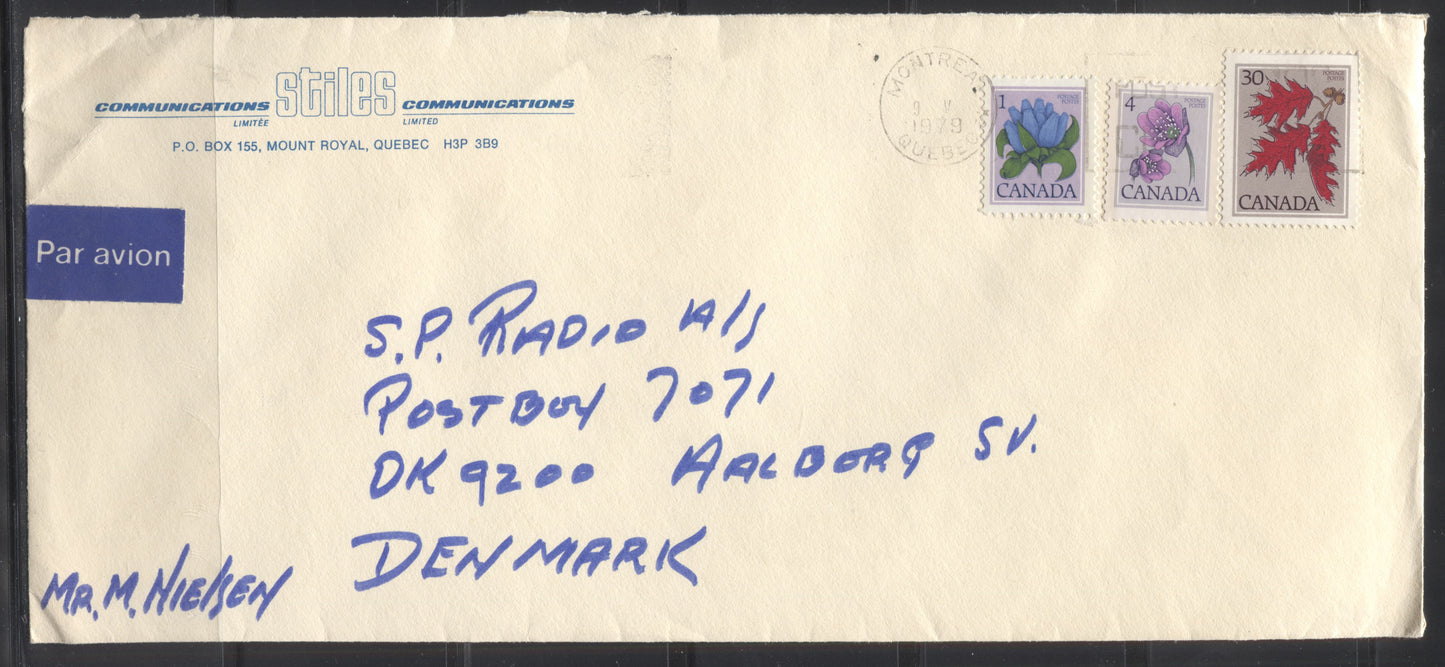 COMMUNICATIONS stiles COMMUNICATIONS
LIMITÉE LIMITED
P.O. BOX 155, MOUNT ROYAL, QUEBEC H3P 3B9
MONTREAL
9 V
1979
QUEBEC
1
POSTAGE
POSTES
CANADA
4
POSTAGE
POSTES
CANADA
30
POSTAGE
POSTES
CANADA
Par avion
S.P. RADIO A/S
POSTBOX 7071
DK 9200 AALBORG SV.
DENMARK
MR. M. NIELSEN